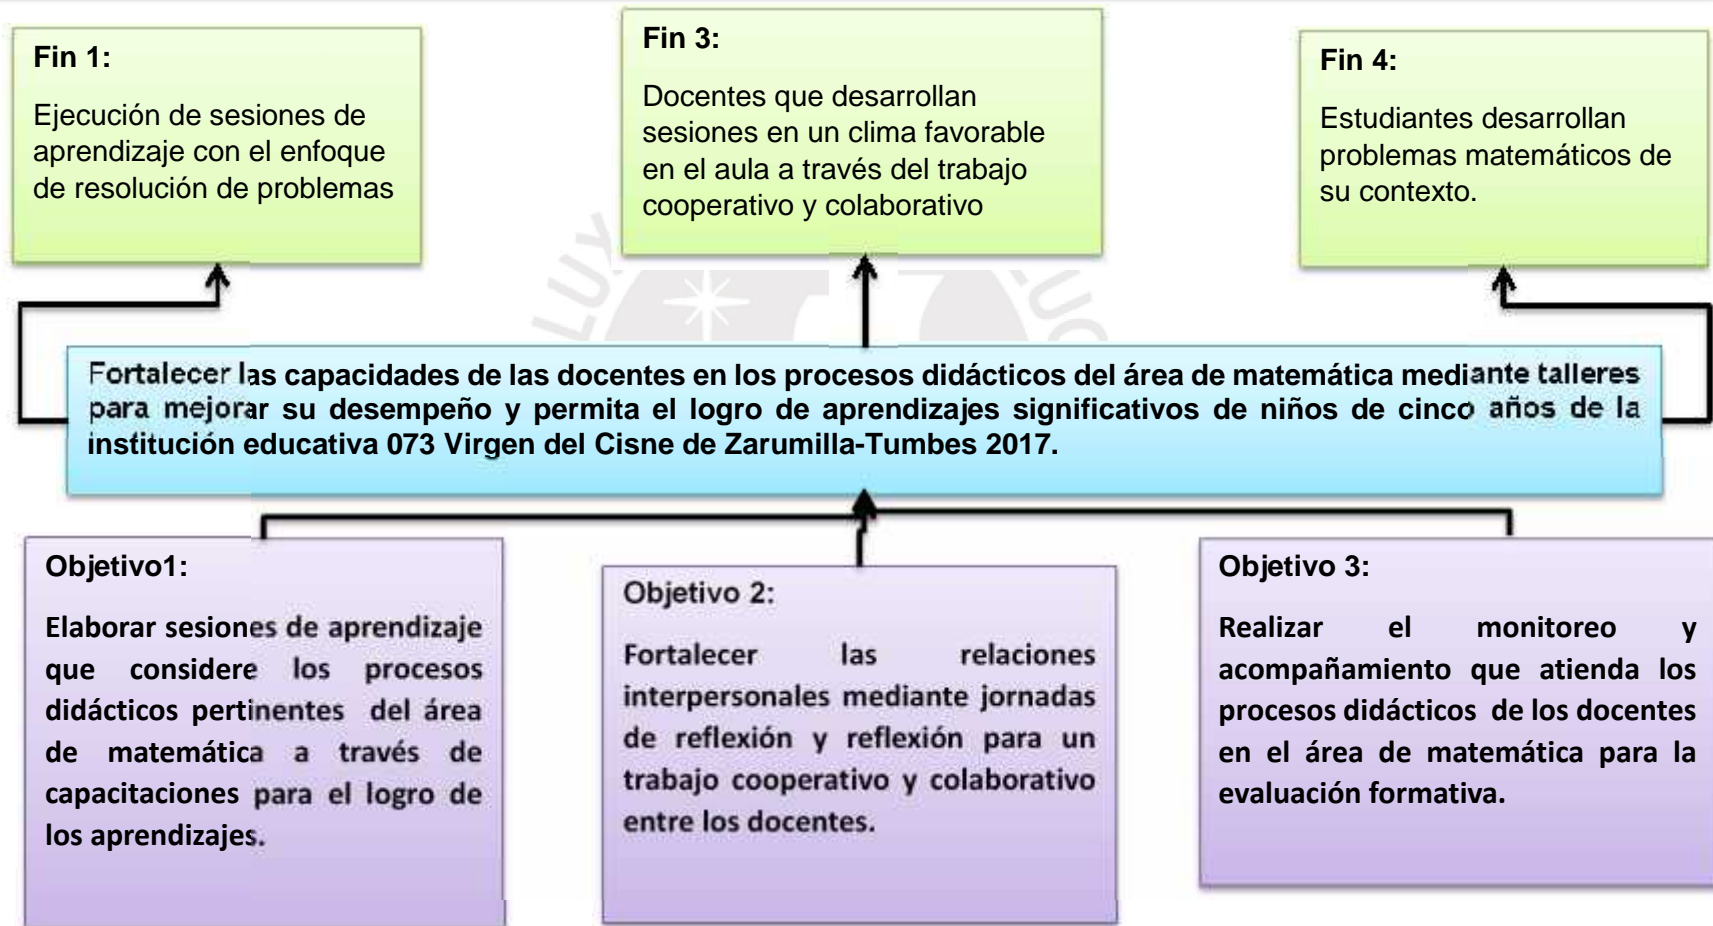 Fin 1:
Ejecución de sesiones de
aprendizaje con el enfoque
de resolución de problemas
Fin 3:
Docentes que desarrollan
sesiones en un clima favorable
en el aula a través del trabajo
cooperativo y colaborativo
Fin 4:
Estudiantes desarrollan
problemas matemáticos de
su contexto.
LUX
Fortalecer las capacidades de las docentes en los procesos didácticos del área de matemática mediante talleres
para mejorar su desempeño y permita el logro de aprendizajes significativos de niños de cinco años de la
institución educativa 073 Virgen del Cisne de Zarumilla-Tumbes 2017.
Objetivo1:
Elaborar sesiones de aprendizaje
que considere los procesos
didácticos pertinentes del área
de matemática a través de
capacitaciones para el logro de
los aprendizajes.
Objetivo 2:
Fortalecer las relaciones
interpersonales mediante jornadas
de reflexión y reflexión para un
trabajo cooperativo y colaborativo
entre los docentes.
Objetivo 3:
Realizar el monitoreo y
acompañamiento que atienda los
procesos didácticos de los docentes
en el área de matemática para la
evaluación formativa.